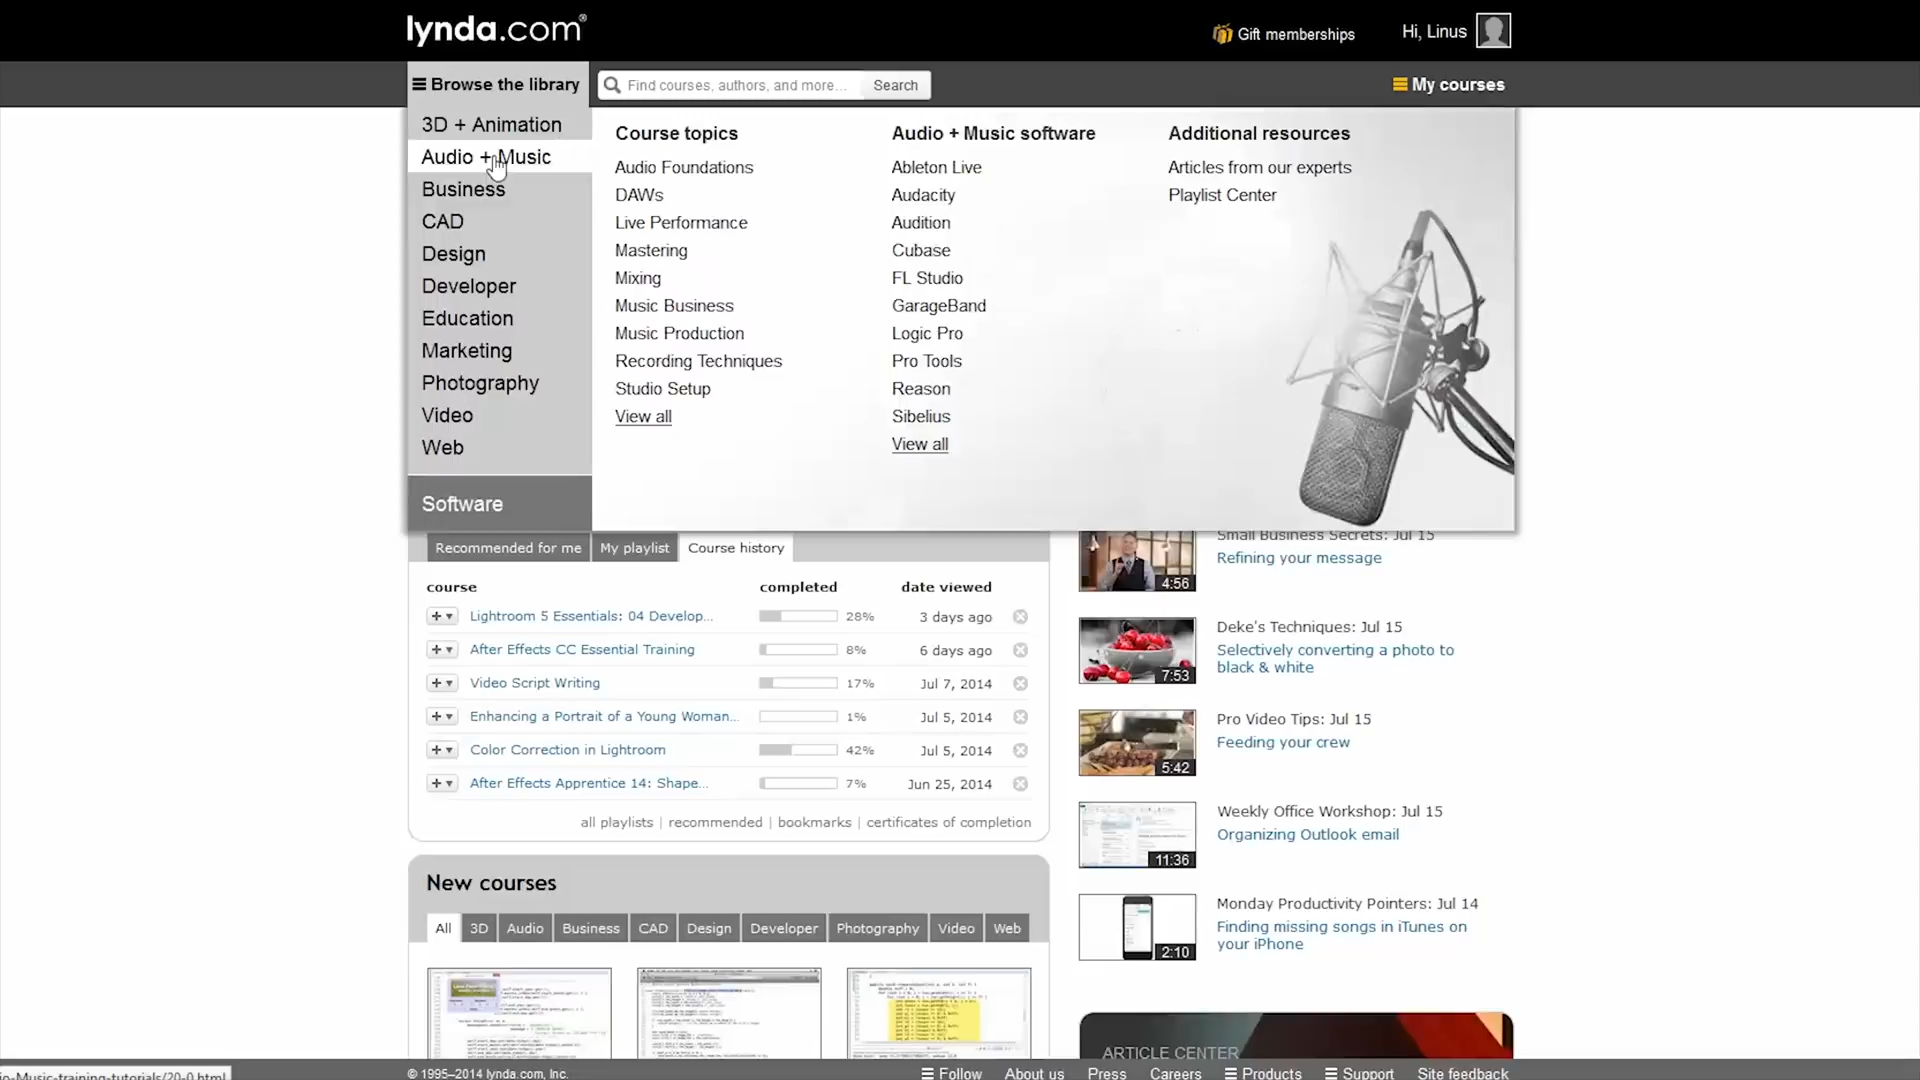 lynda.com®
Gift memberships
Hi, Linus
Browse the library
Find courses, authors, and more...
Search
My courses
3D + Animation
Audio + Music
Business
CAD
Design
Developer
Education
Marketing
Photography
Video
Web
Software
Course topics
Audio Foundations
DAWs
Live Performance
Mastering
Mixing
Music Business
Music Production
Recording Techniques
Studio Setup
View all
Audio + Music software
Ableton Live
Audacity
Audition
Cubase
FL Studio
GarageBand
Logic Pro
Pro Tools
Reason
Sibelius
View all
Additional resources
Articles from our experts
Playlist Center
Recommended for me
My playlist
Course history
course completed date viewed
Lightroom 5 Essentials: 04 Develop... 28% 3 days ago
After Effects CC Essential Training 8% 6 days ago
Video Script Writing 17% Jul 7, 2014
Enhancing a Portrait of a Young Woman... 1% Jul 5, 2014
Color Correction in Lightroom 42% Jul 5, 2014
After Effects Apprentice 14: Shape... 7% Jun 25, 2014
all playlists | recommended | bookmarks | certificates of completion
Small Business Secrets: Jul 15
Refining your message
4:56
Deke's Techniques: Jul 15
Selectively converting a photo to
black & white
7:53
Pro Video Tips: Jul 15
Feeding your crew
5:42
Weekly Office Workshop: Jul 15
Organizing Outlook email
11:36
Monday Productivity Pointers: Jul 14
Finding missing songs in iTunes on
your iPhone
2:10
New courses
All 3D Audio Business CAD Design Developer Photography Video Web
ARTICLE CENTER
io-Music-training-tutorials/20-0.html
© 1995–2014 lynda.com, Inc.
Follow About us Press Careers Products Support Site feedback